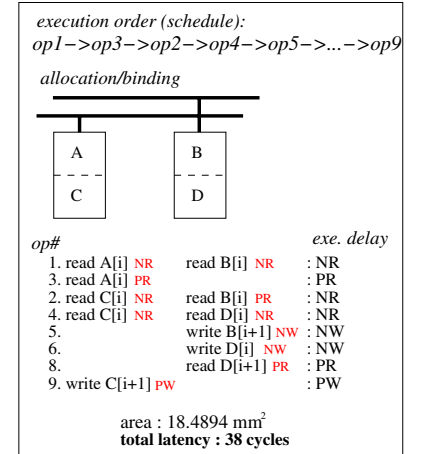 execution order (schedule):
op1−>op3−>op2−>op4−>op5−>...−>op9
allocation/binding
A B
C D
op# exe. delay
1. read A[i] NR read B[i] NR : NR
3. read A[i] PR : PR
2. read C[i] NR read B[i] PR : NR
4. read C[i] NR read D[i] NR : NR
5. write B[i+1] NW : NW
6. write D[i] NW : NW
8. read D[i+1] PR : PR
9. write C[i+1] PW : PW
area : 18.4894 mm²
total latency : 38 cycles